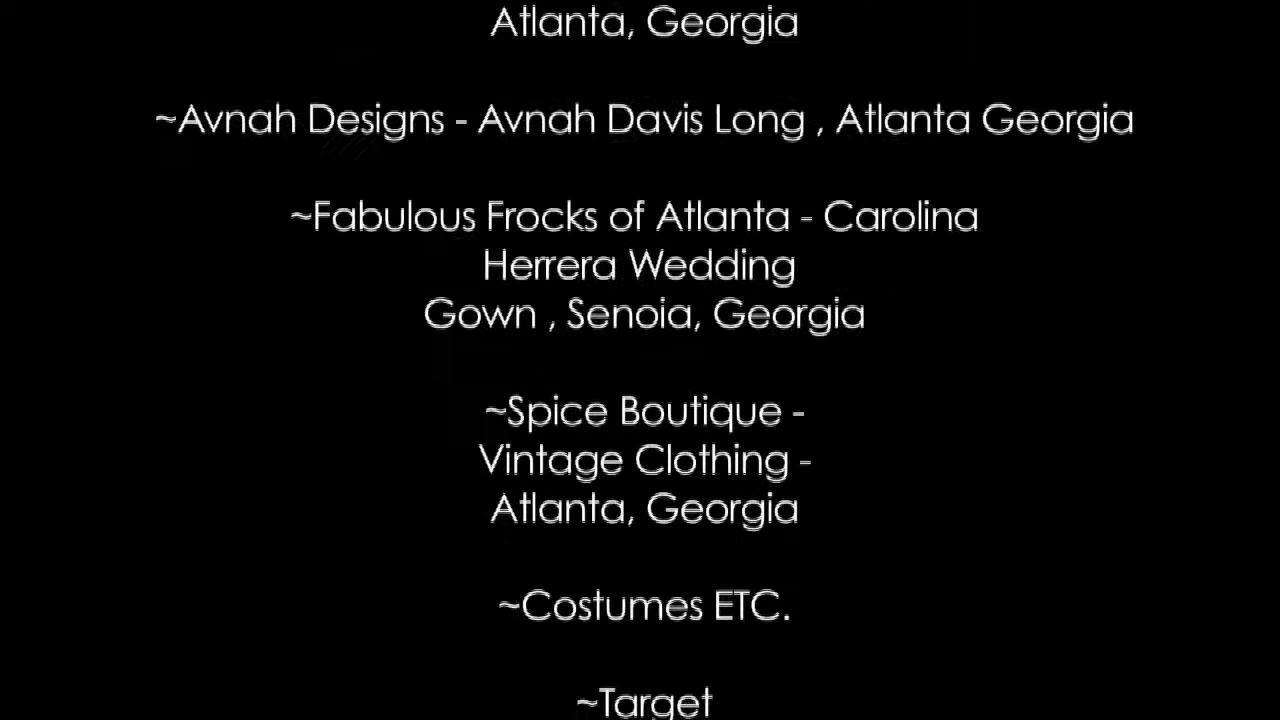 Atlanta, Georgia
~Avnah Designs - Avnah Davis Long , Atlanta Georgia
~Fabulous Frocks of Atlanta - Carolina
Herrera Wedding
Gown , Senoia, Georgia
~Spice Boutique -
Vintage Clothing -
Atlanta, Georgia
~Costumes ETC.
~Target